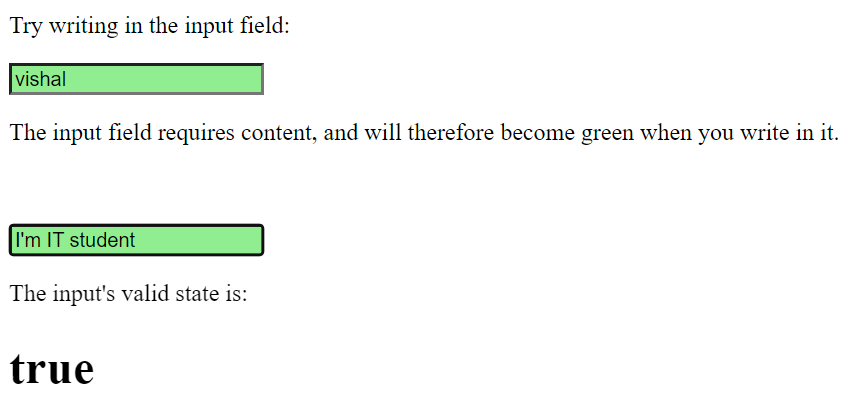 Try writing in the input field:
vishal
The input field requires content, and will therefore become green when you write in it.
I'm IT student
The input's valid state is:
true